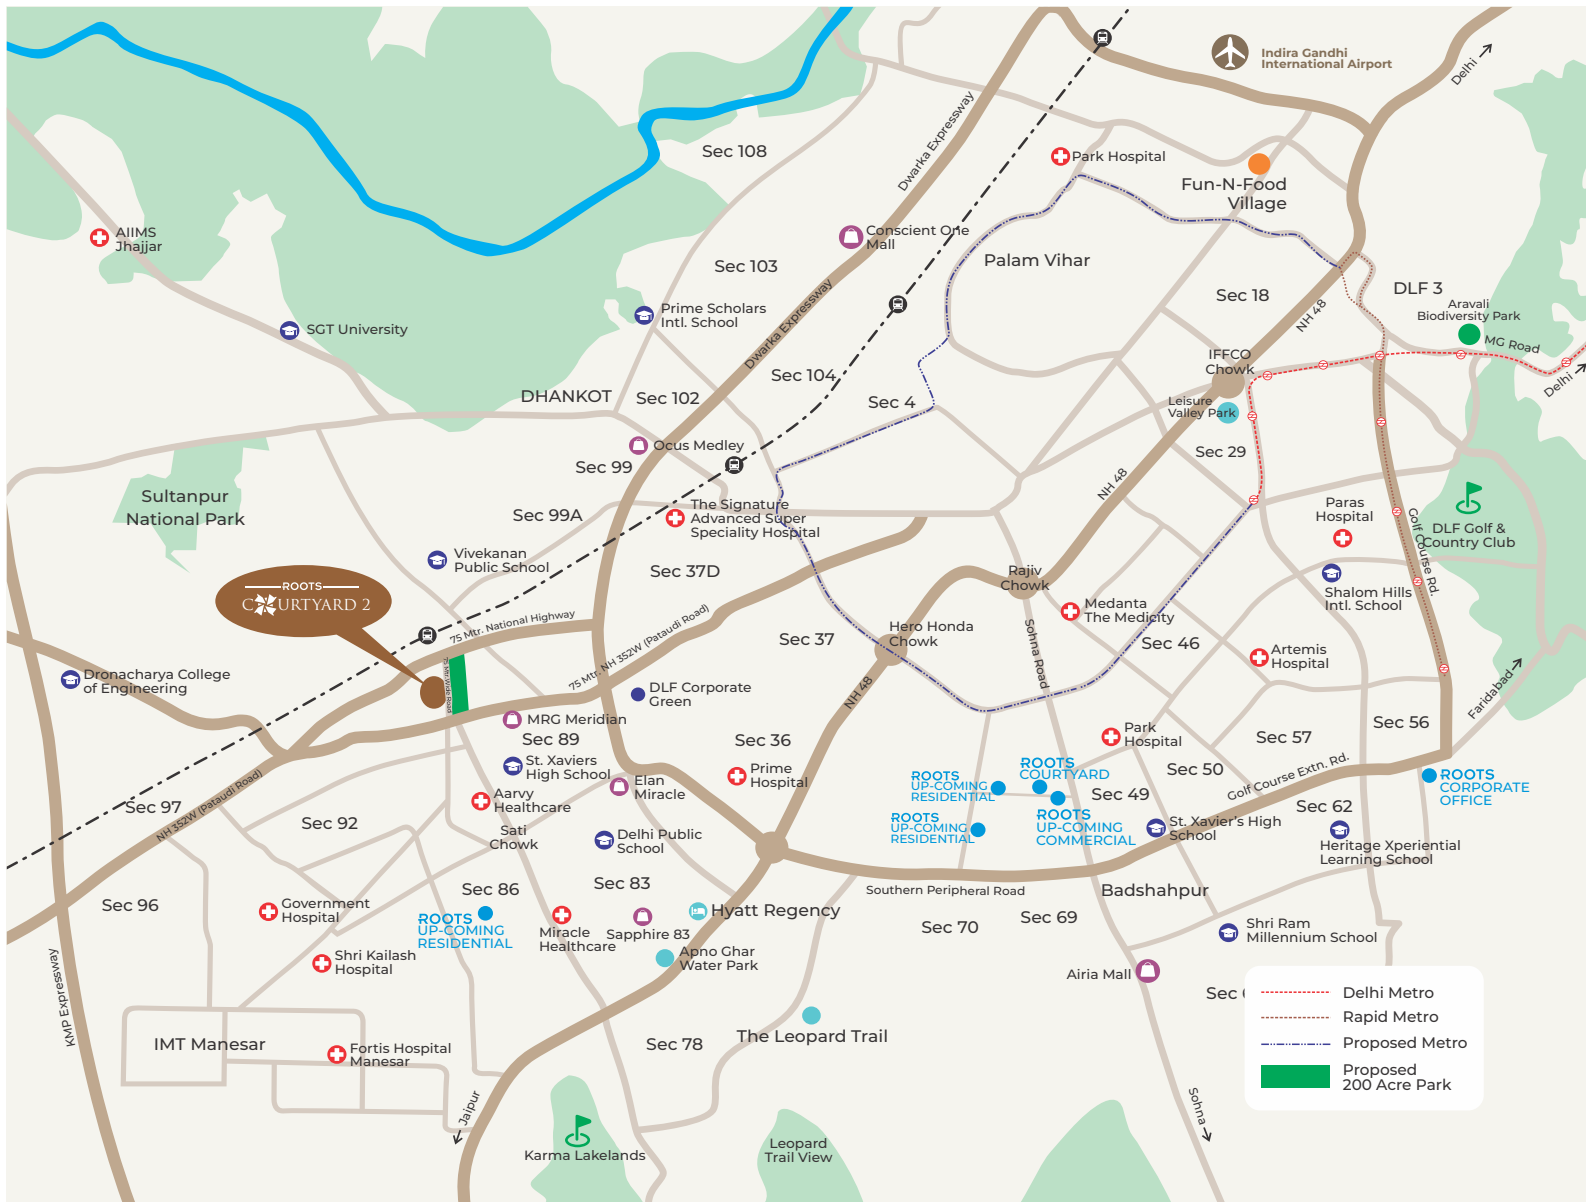 Indira Gandhi
International Airport
Delhi
Dwarka Expressway
Sec 108
Park Hospital
Fun-N-Food
Village
AIIMS
Jhajjar
Conscient One
Mall
Sec 103
Palam Vihar
Sec 18
DLF 3
NH 48
Aravali
Biodiversity Park
MG Road
Delhi
SGT University
Prime Scholars
Intl. School
Dwarka Expressway
IFFCO
Chowk
Sec 104
DHANKOT
Sec 102
Sec 4
Leisure
Valley Park
Ocus Medley
Sec 99
Sec 29
NH 48
Sultanpur
National Park
Sec 99A
The Signature
Advanced Super
Speciality Hospital
Paras
Hospital
Golf Course Rd.
DLF Golf &
Country Club
Vivekanan
Public School
Sec 37D
Rajiv
Chowk
Shalom Hills
Intl. School
ROOTS
COURTYARD 2
75 Mtr. National Highway
75 Mtr. NH 352W (Pataudi Road)
Medanta
The Medicity
Hero Honda
Chowk
Sec 37
Sohna Road
Sec 46
Artemis
Hospital
Dronacharya College
of Engineering
75 Mtr. Wide Road
DLF Corporate
Green
NH 48
Faridabad
MRG Meridian
Sec 89
Sec 36
Park
Hospital
Sec 57
Sec 56
St. Xaviers
High School
Elan
Miracle
Prime
Hospital
ROOTS
UP-COMING
RESIDENTIAL
ROOTS
COURTYARD
Sec 50
Golf Course Extn. Rd.
ROOTS
CORPORATE
OFFICE
Sec 97
NH 352W (Pataudi Road)
Aarvy
Healthcare
Sec 49
Sec 62
Sec 92
Sati
Chowk
Delhi Public
School
ROOTS
UP-COMING
RESIDENTIAL
ROOTS
UP-COMING
COMMERCIAL
St. Xavier's High
School
Heritage Xperiential
Learning School
Sec 96
Sec 86
Sec 83
Southern Peripheral Road
Badshahpur
Government
Hospital
ROOTS
UP-COMING
RESIDENTIAL
Miracle
Healthcare
Sapphire 83
Hyatt Regency
Sec 70
Sec 69
Shri Ram
Millennium School
Shri Kailash
Hospital
Apno Ghar
Water Park
Airia Mall
Sec
KMP Expressway
IMT Manesar
Fortis Hospital
Manesar
Sec 78
The Leopard Trail
Delhi Metro
Rapid Metro
Proposed Metro
Proposed
200 Acre Park
Jaipur
Sohna
Karma Lakelands
Leopard
Trail View